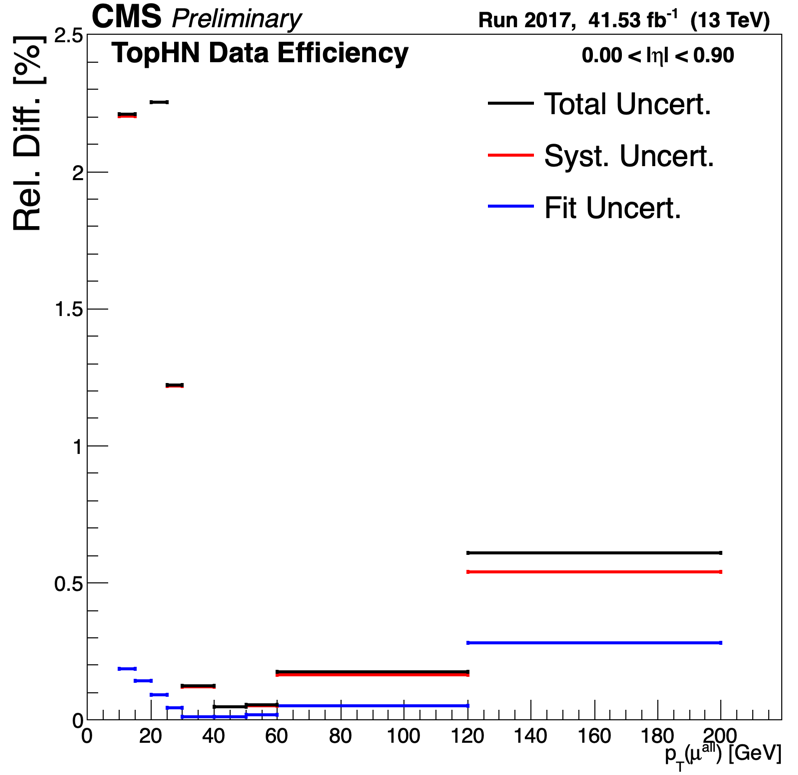 CMS Preliminary Run 2017, 41.53 fb⁻¹ (13 TeV)
TopHN Data Efficiency 0.00 < |η| < 0.90
Total Uncert.
Syst. Uncert.
Fit Uncert.
Rel. Diff. [%]
2.5
2
1.5
1
0.5
0
0 20 40 60 80 100 120 140 160 180 200
p_T(μ^all) [GeV]